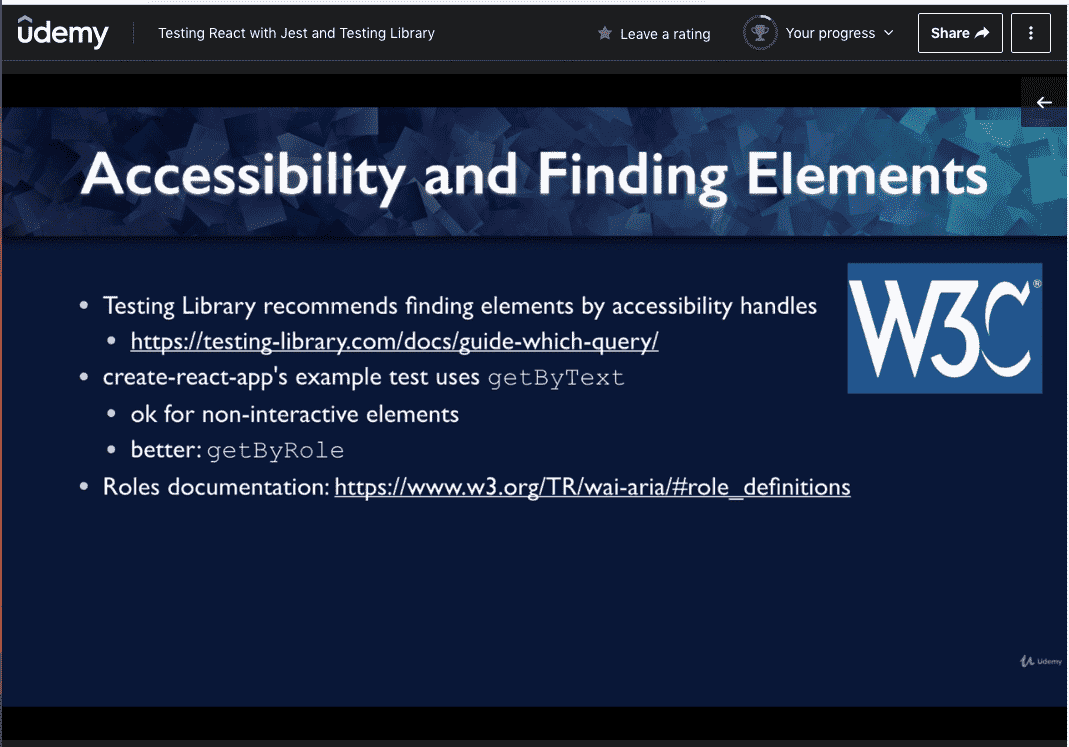 ûdemy
Testing React with Jest and Testing Library
Leave a rating
Your progress
Share
Accessibility and Finding Elements
• Testing Library recommends finding elements by accessibility handles
• https://testing-library.com/docs/guide-which-query/
• create-react-app's example test uses getByText
• ok for non-interactive elements
• better: getByRole
• Roles documentation: https://www.w3.org/TR/wai-aria/#role_definitions
W3C®
Udemy